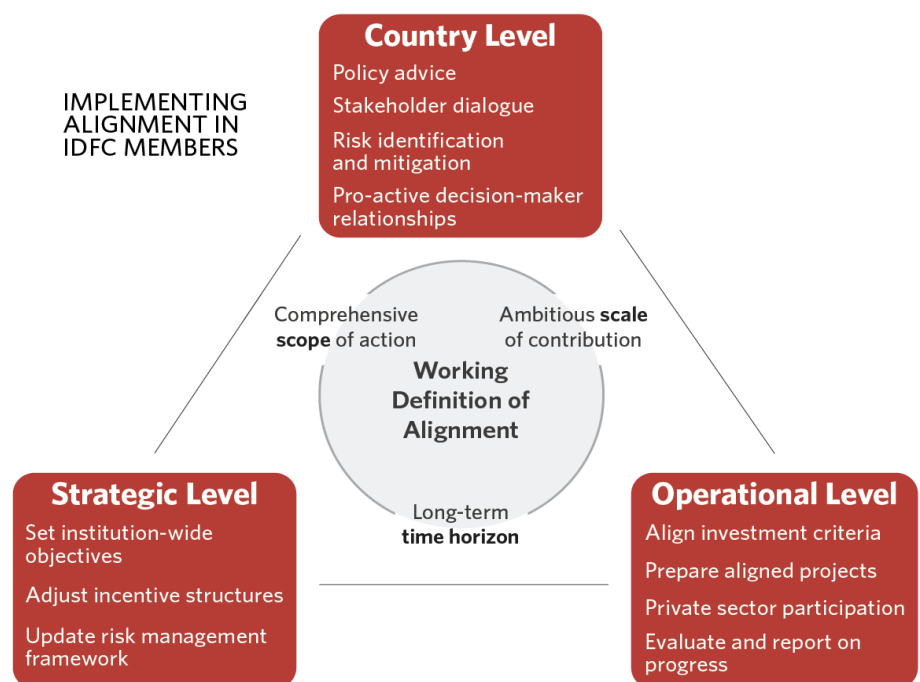 IMPLEMENTING
ALIGNMENT IN
IDFC MEMBERS
Country Level
Policy advice
Stakeholder dialogue
Risk identification
and mitigation
Pro-active decision-maker
relationships
Comprehensive
scope of action
Ambitious scale
of contribution
Working
Definition of
Alignment
Long-term
time horizon
Strategic Level
Set institution-wide
objectives
Adjust incentive structures
Update risk management
framework
Operational Level
Align investment criteria
Prepare aligned projects
Private sector participation
Evaluate and report on
progress